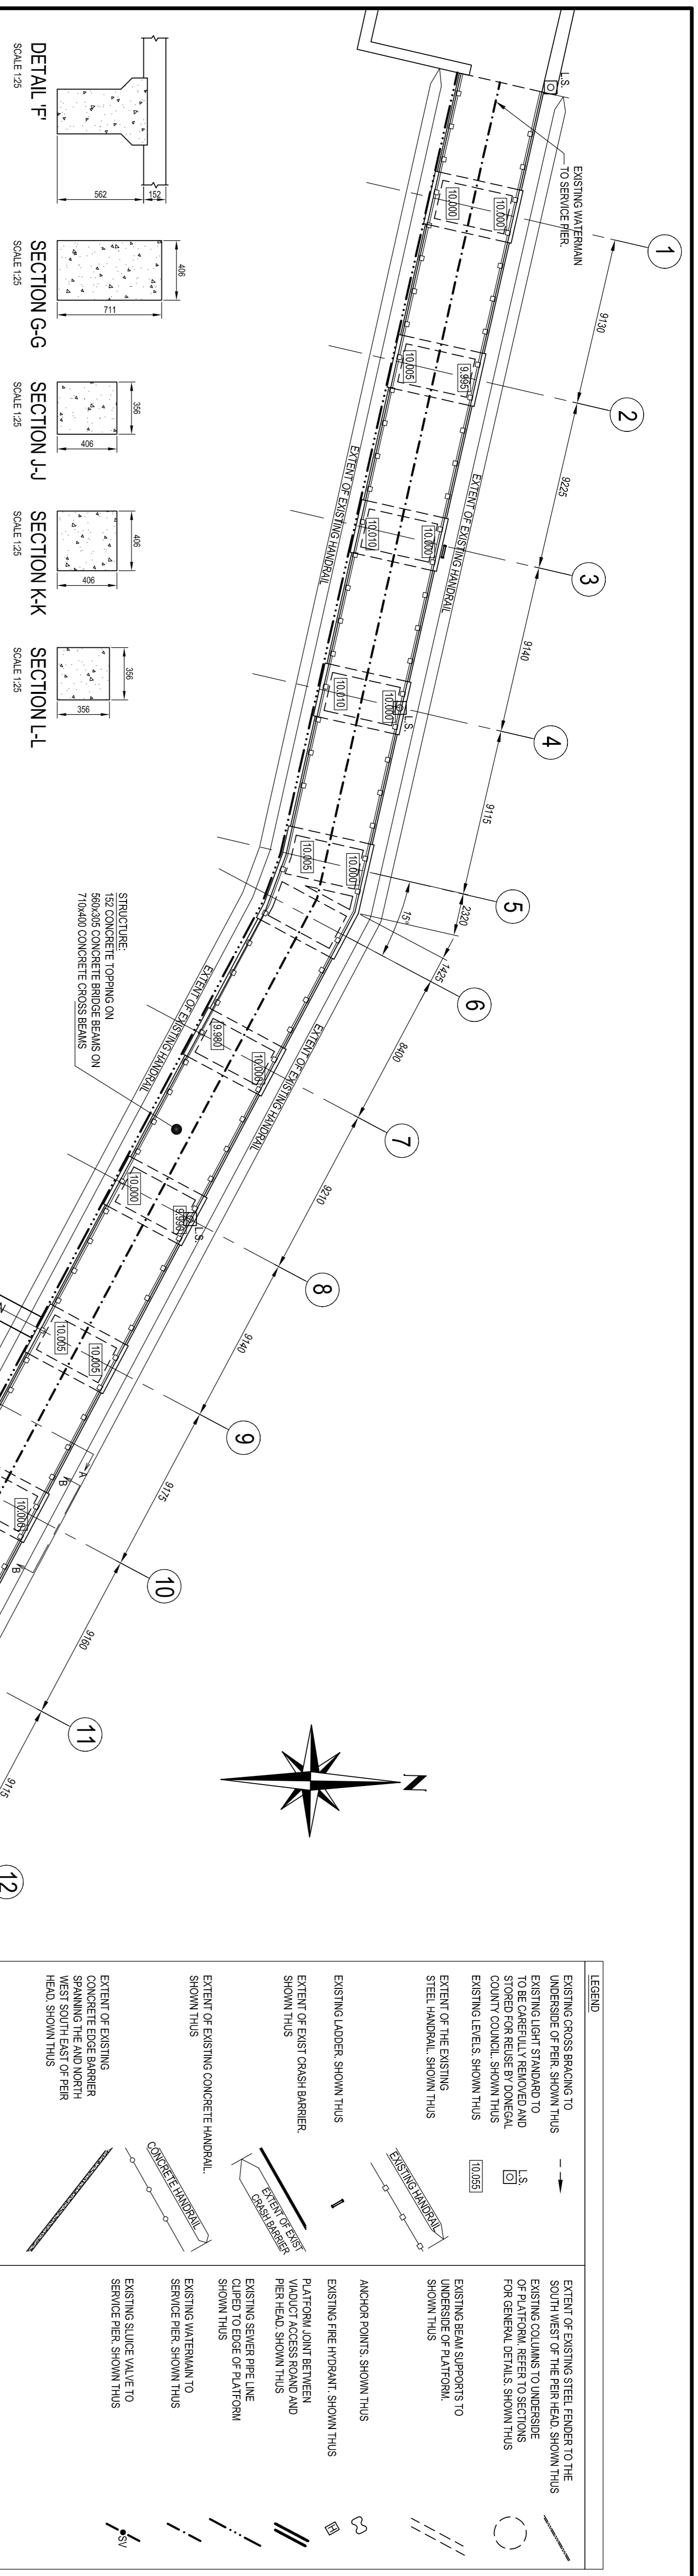 L.S.
EXISTING WATERMAIN
TO SERVICE PIER.
1
2
3
4
5
6
7
8
9
10
11
12
9130
9225
9140
9115
2320
1425
8400
9210
9140
9175
9160
9115
15°
10.000
10.000
9.995
10.005
10.000
10.010
10.000
10.010
L.S.
10.000
10.005
10.006
9.980
L.S.
10.000
10.005
10.005
10.006
A
B
B
N
EXTENT OF EXISTING HANDRAIL
EXTENT OF EXISTING HANDRAIL
EXTENT OF EXISTING HANDRAIL
EXTENT OF EXISTING HANDRAIL
STRUCTURE:
152 CONCRETE TOPPING ON
560x305 CONCRETE BRIDGE BEAMS ON
710x400 CONCRETE CROSS BEAMS
152
562
DETAIL 'F'
SCALE 1:25
406
711
SECTION G-G
SCALE 1:25
356
406
SECTION J-J
SCALE 1:25
406
406
SECTION K-K
SCALE 1:25
356
356
SECTION L-L
SCALE 1:25
LEGEND
EXISTING CROSS BRACING TO
UNDERSIDE OF PEIR. SHOWN THUS
EXISTING LIGHT STANDARD TO
TO BE CAREFULLY REMOVED AND
STORED FOR REUSE BY DONEGAL
COUNTY COUNCIL. SHOWN THUS
L.S.
EXISTING LEVELS. SHOWN THUS
10.055
EXTENT OF THE EXISTING
STEEL HANDRAIL. SHOWN THUS
EXISTING HANDRAIL
EXISTING LADDER. SHOWN THUS
EXTENT OF EXIST CRASH BARRIER.
SHOWN THUS
EXTENT OF EXIST
CRASH BARRIER
EXTENT OF EXISTING CONCRETE HANDRAIL.
SHOWN THUS
CONCRETE HANDRAIL
EXTENT OF EXISTING
CONCRETE EDGE BARRIER
SPANNING THE AND NORTH
WEST SOUTH EAST OF PEIR
HEAD. SHOWN THUS
EXTENT OF EXISTING STEEL FENDER TO THE
SOUTH WEST OF THE PEIR HEAD. SHOWN THUS
EXISTING COLUMNS TO UNDERSIDE
OF PLATFORM. REFER TO SECTIONS
FOR GENERAL DETAILS. SHOWN THUS
EXISTING BEAM SUPPORTS TO
UNDERSIDE OF PLATFORM.
SHOWN THUS
ANCHOR POINTS. SHOWN THUS
EXISTING FIRE HYDRANT. SHOWN THUS
H
PLATFORM JOINT BETWEEN
VIADUCT ACCESS ROAND AND
PIER HEAD. SHOWN THUS
EXISTING SEWER PIPE LINE
CLIPED TO EDGE OF PLATFORM
SHOWN THUS
EXISTING WATERMAIN TO
SERVICE PIER. SHOWN THUS
EXISTING SLUICE VALVE TO
SERVICE PIER. SHOWN THUS
SV